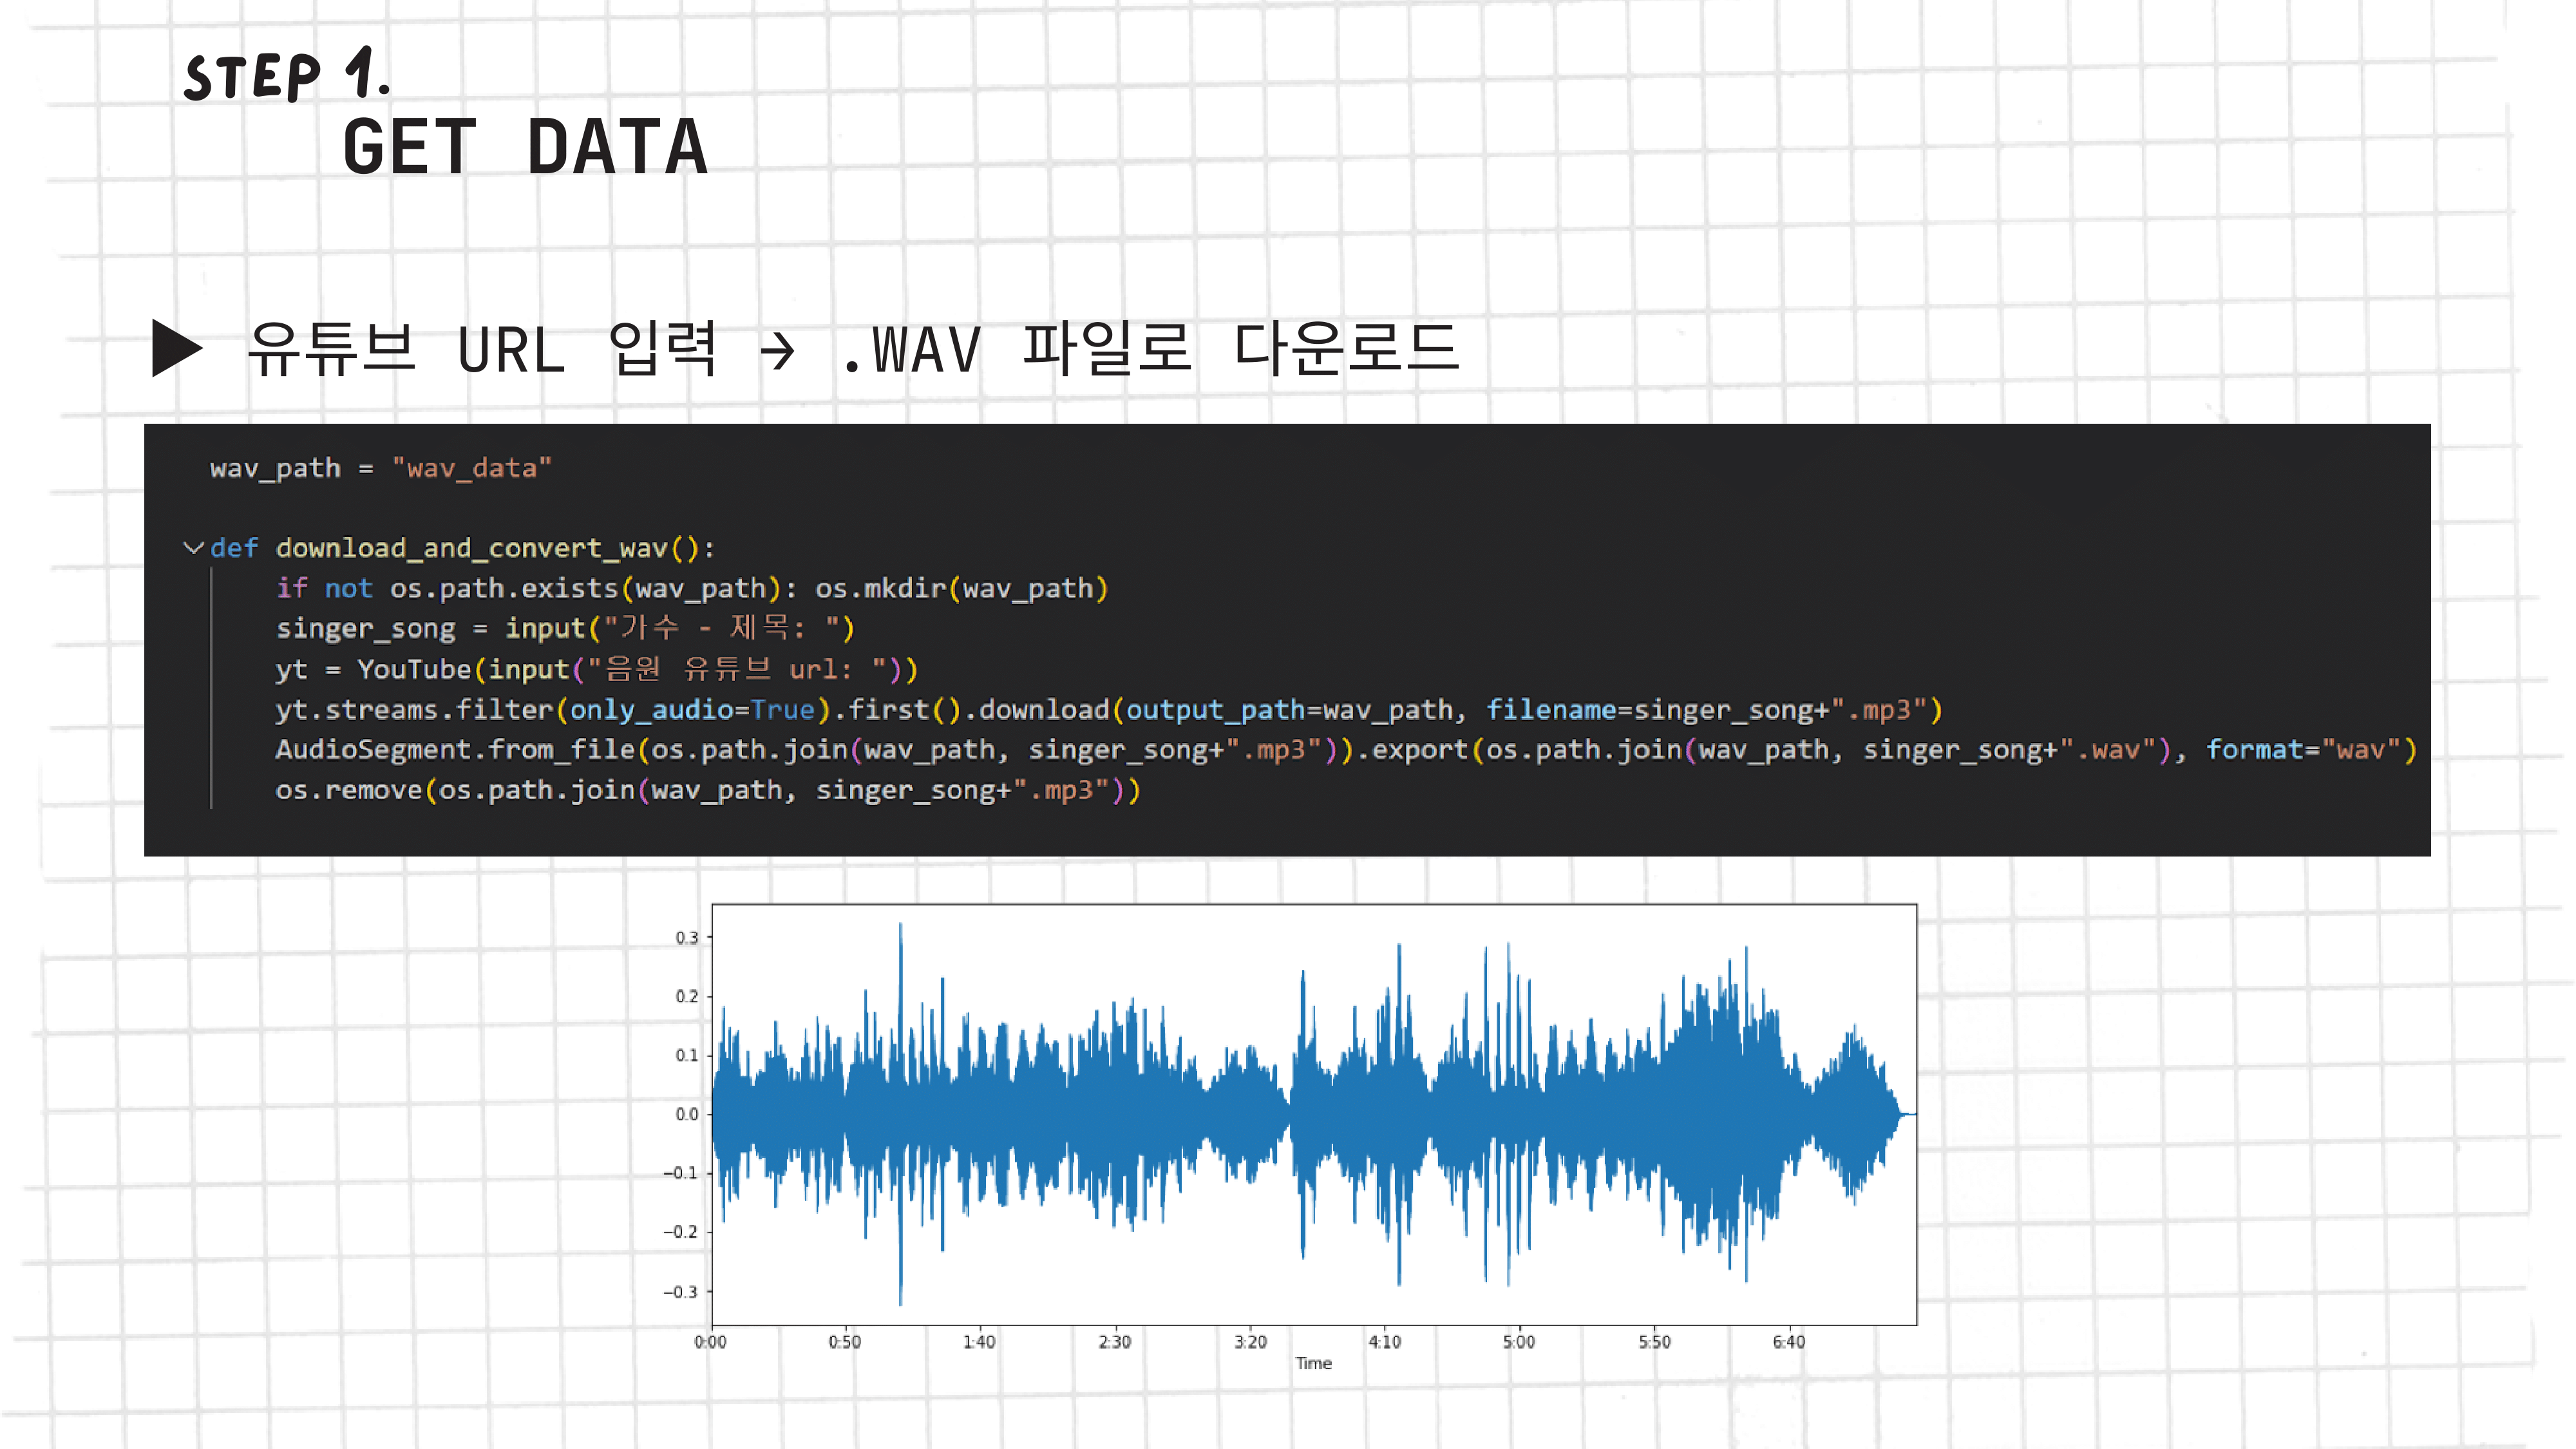 STEP 1.
GET DATA
▶ 유튜브 URL 입력 → .WAV 파일로 다운로드
wav_path = "wav_data"
def download_and_convert_wav():
    if not os.path.exists(wav_path): os.mkdir(wav_path)
    singer_song = input("가수 - 제목: ")
    yt = YouTube(input("음원 유튜브 url: "))
    yt.streams.filter(only_audio=True).first().download(output_path=wav_path, filename=singer_song+".mp3")
    AudioSegment.from_file(os.path.join(wav_path, singer_song+".mp3")).export(os.path.join(wav_path, singer_song+".wav"), format="wav")
    os.remove(os.path.join(wav_path, singer_song+".mp3"))
0.3
0.2
0.1
0.0
−0.1
−0.2
−0.3
0:00 0:50 1:40 2:30 3:20 4:10 5:00 5:50 6:40
Time